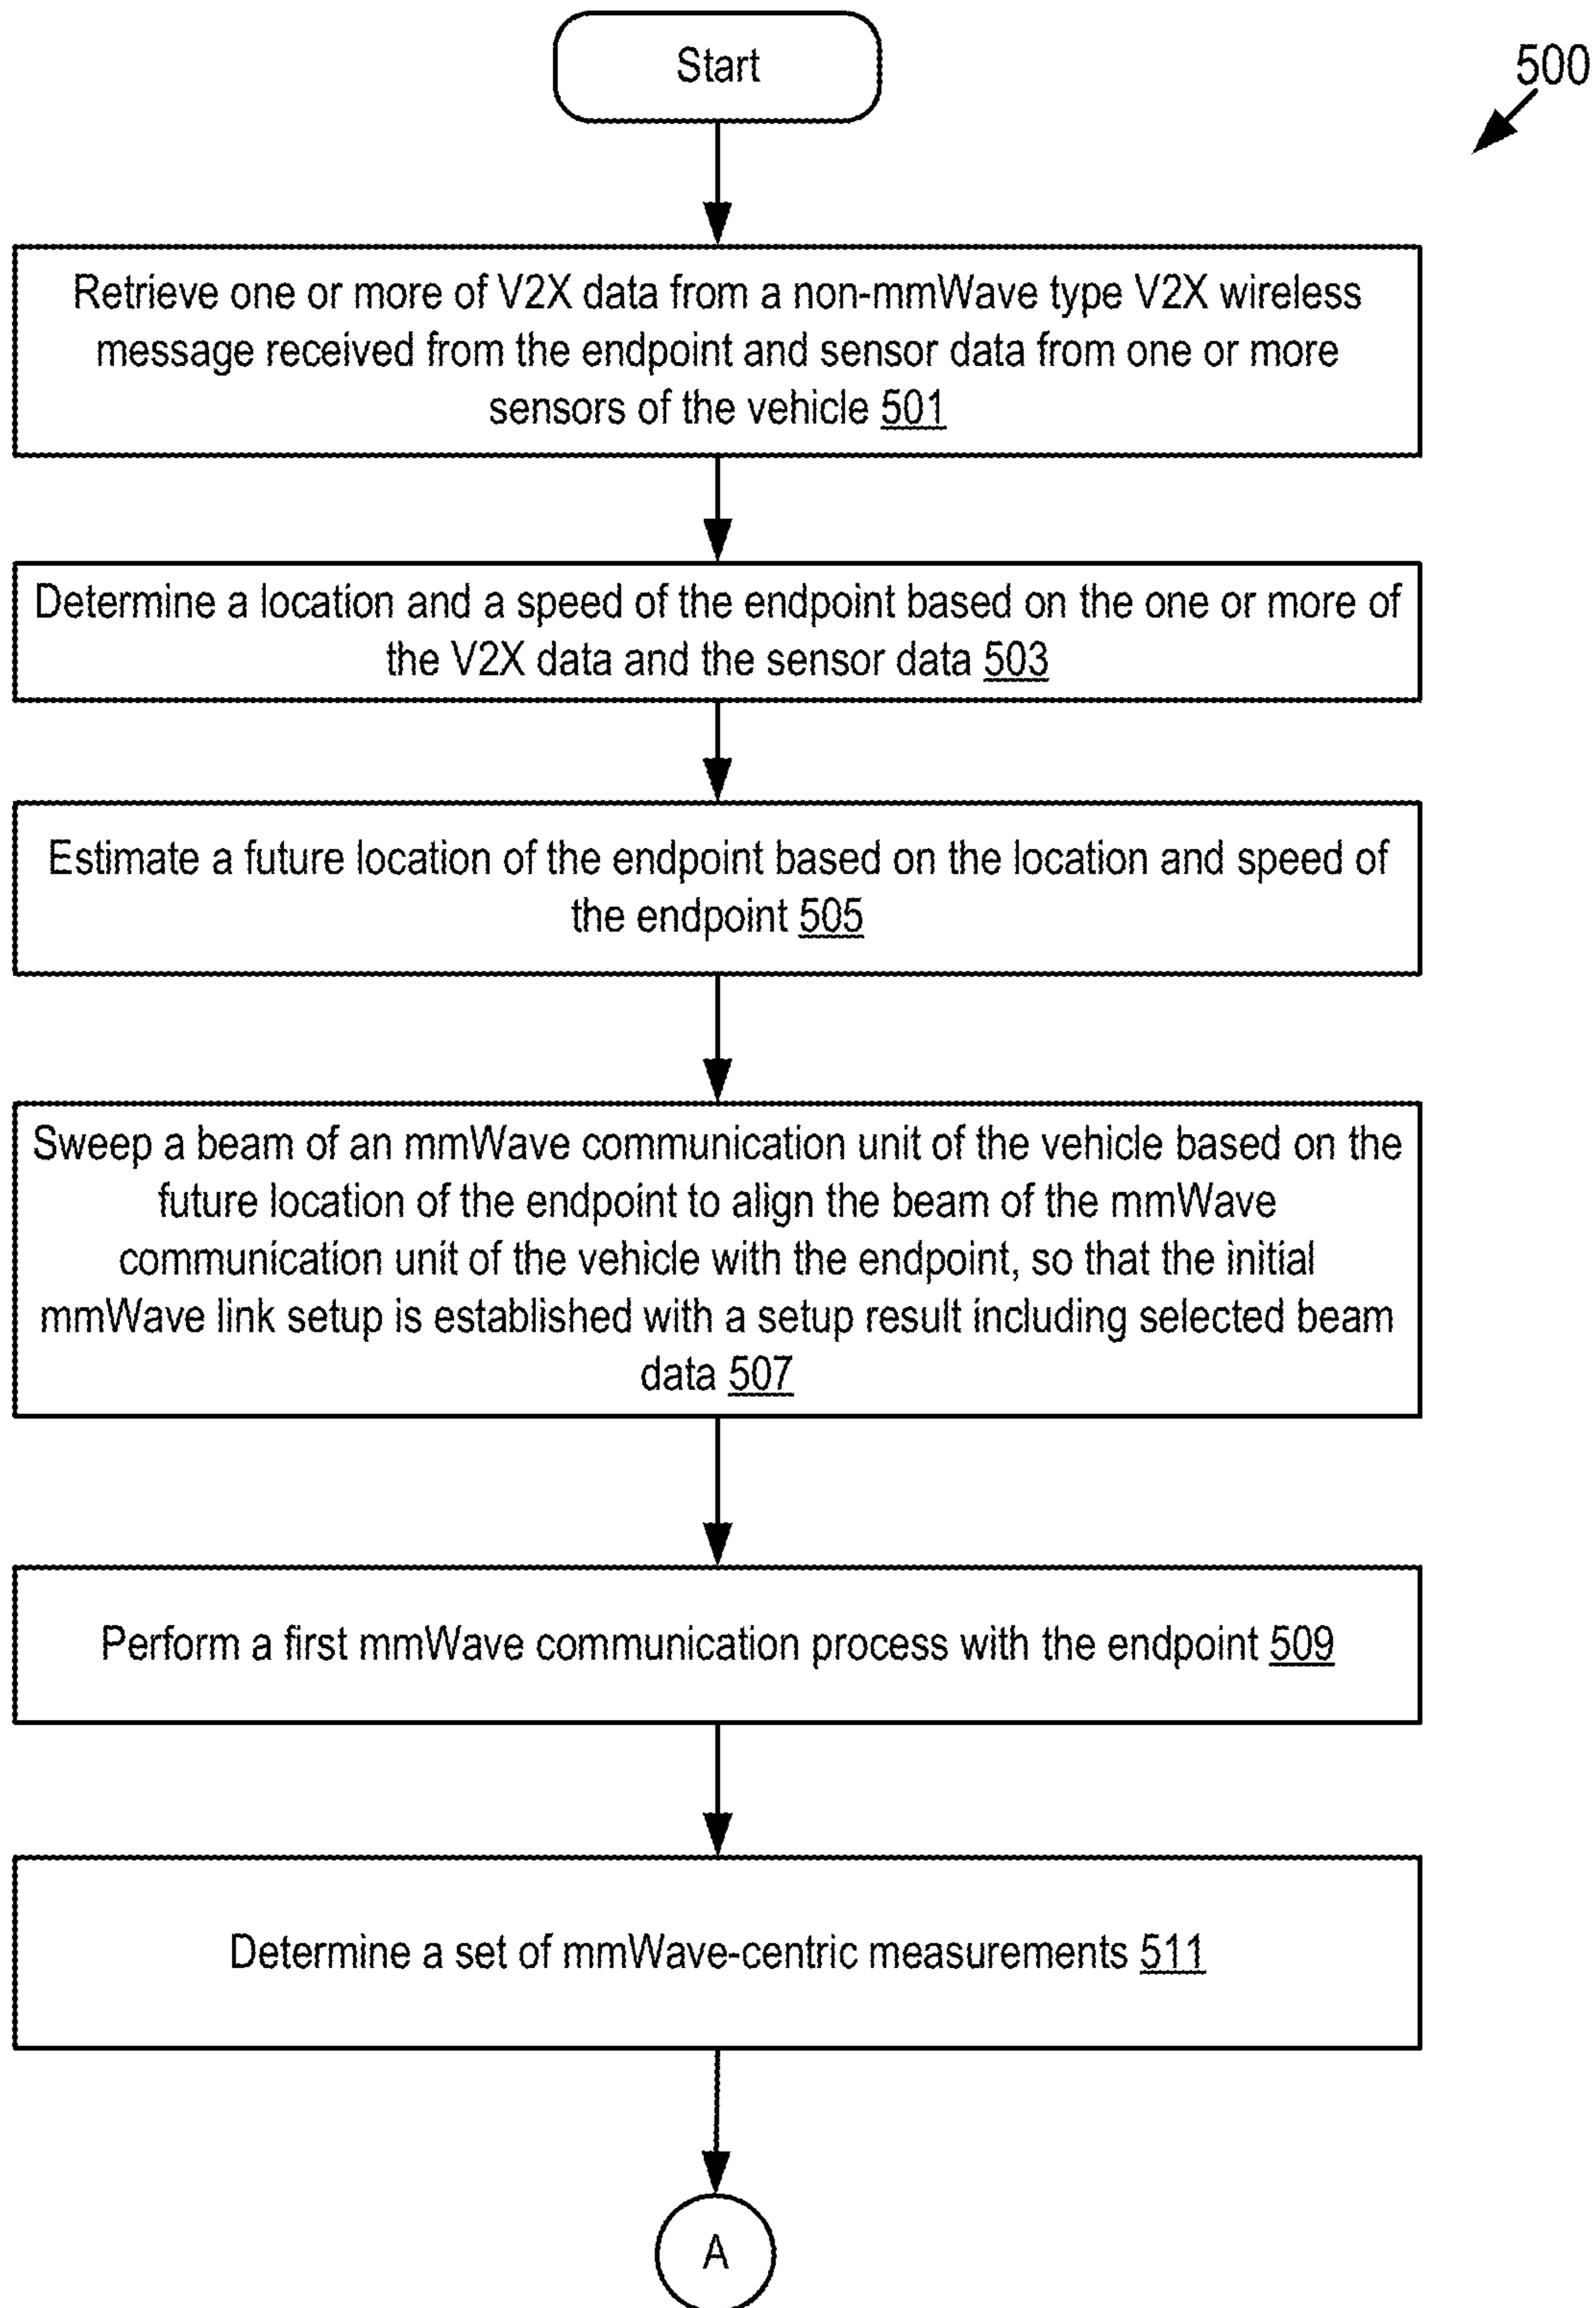 Start
500
Retrieve one or more of V2X data from a non-mmWave type V2X wireless
message received from the endpoint and sensor data from one or more
sensors of the vehicle 501
Determine a location and a speed of the endpoint based on the one or more of
the V2X data and the sensor data 503
Estimate a future location of the endpoint based on the location and speed of
the endpoint 505
Sweep a beam of an mmWave communication unit of the vehicle based on the
future location of the endpoint to align the beam of the mmWave
communication unit of the vehicle with the endpoint, so that the initial
mmWave link setup is established with a setup result including selected beam
data 507
Perform a first mmWave communication process with the endpoint 509
Determine a set of mmWave-centric measurements 511
A